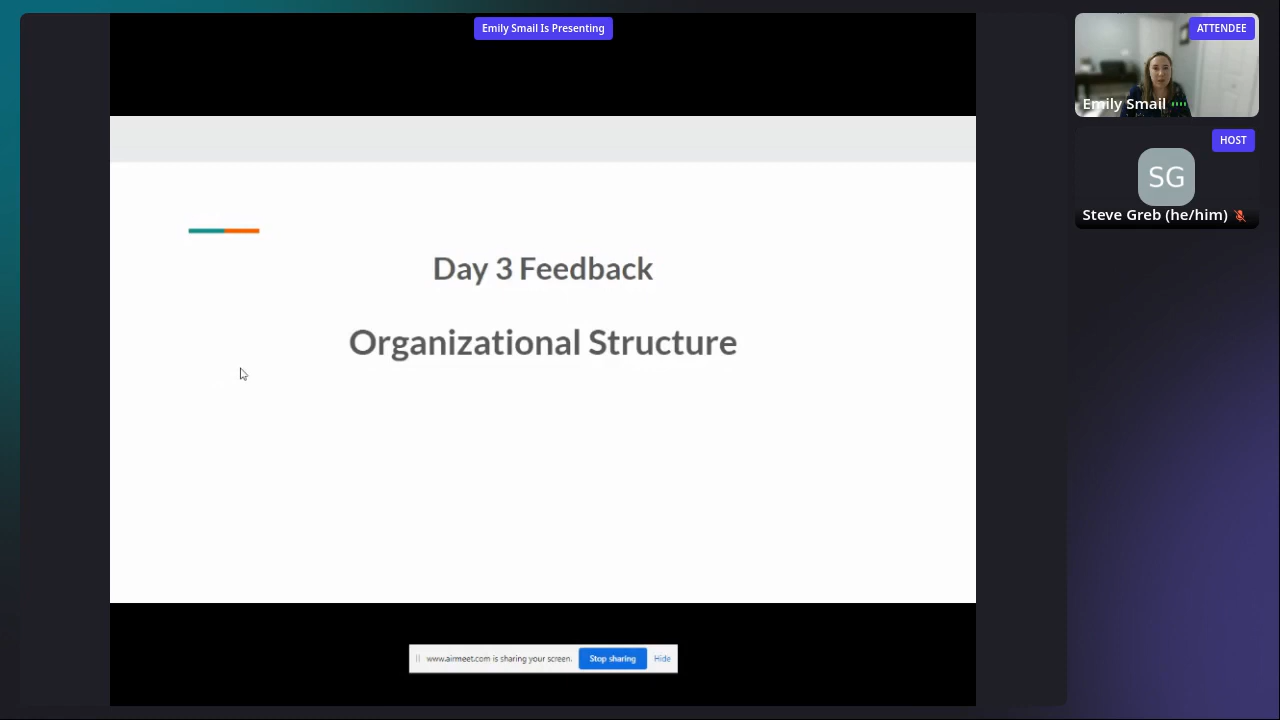 Emily Smail Is Presenting
ATTENDEE
Emily Smail
HOST
SG
Steve Greb (he/him)
Day 3 Feedback
Organizational Structure
www.airmeet.com is sharing your screen.
Stop sharing
Hide